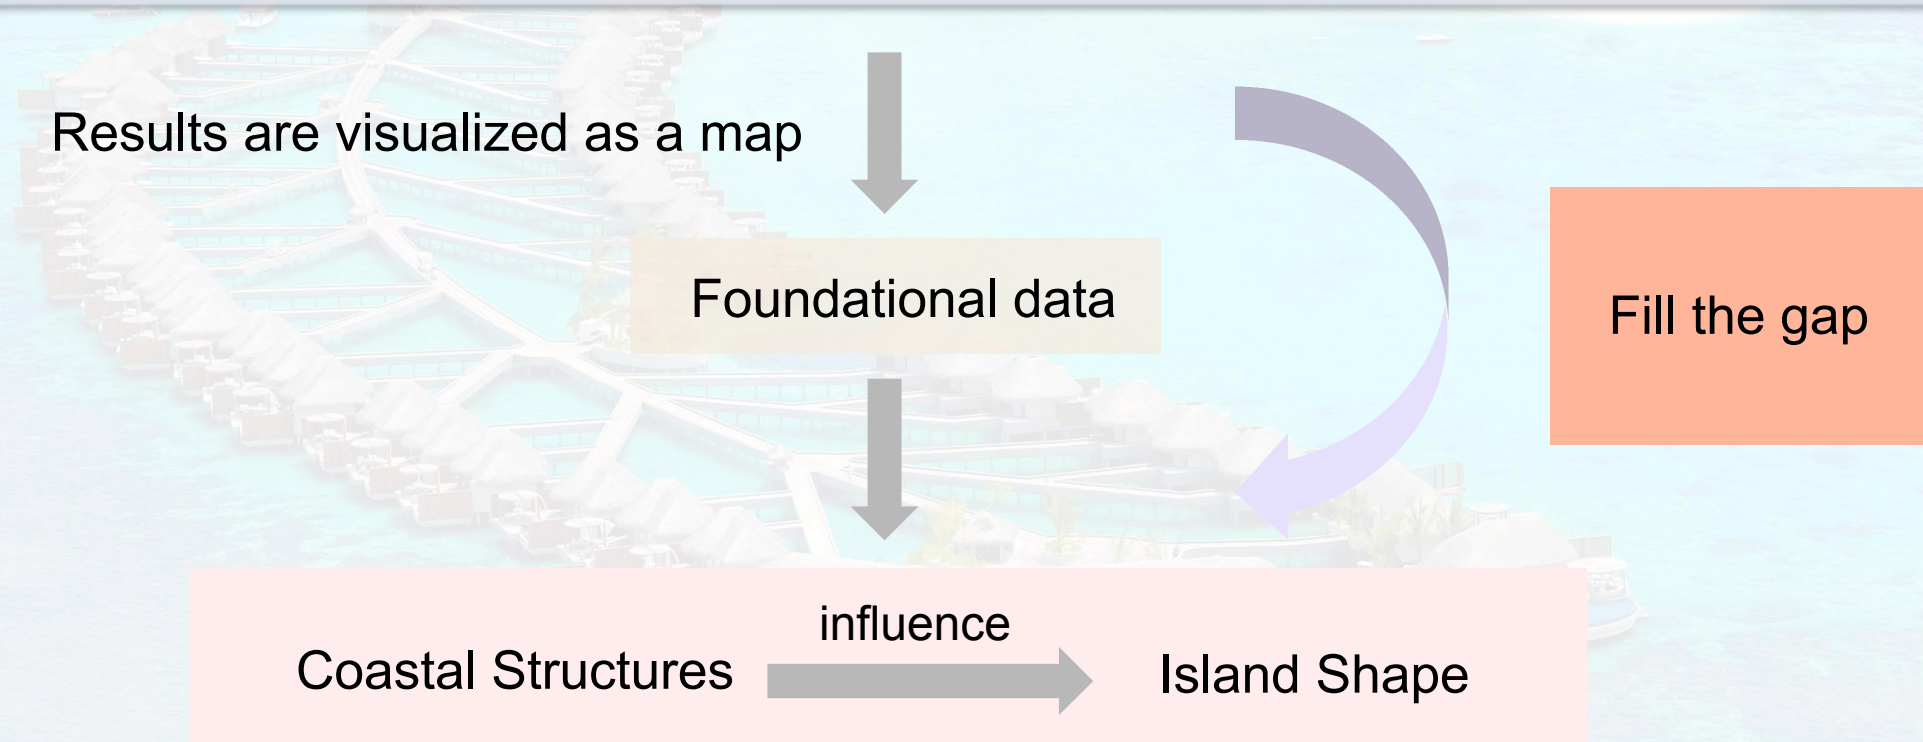 Results are visualized as a map
Foundational data
Fill the gap
influence
Coastal Structures
Island Shape